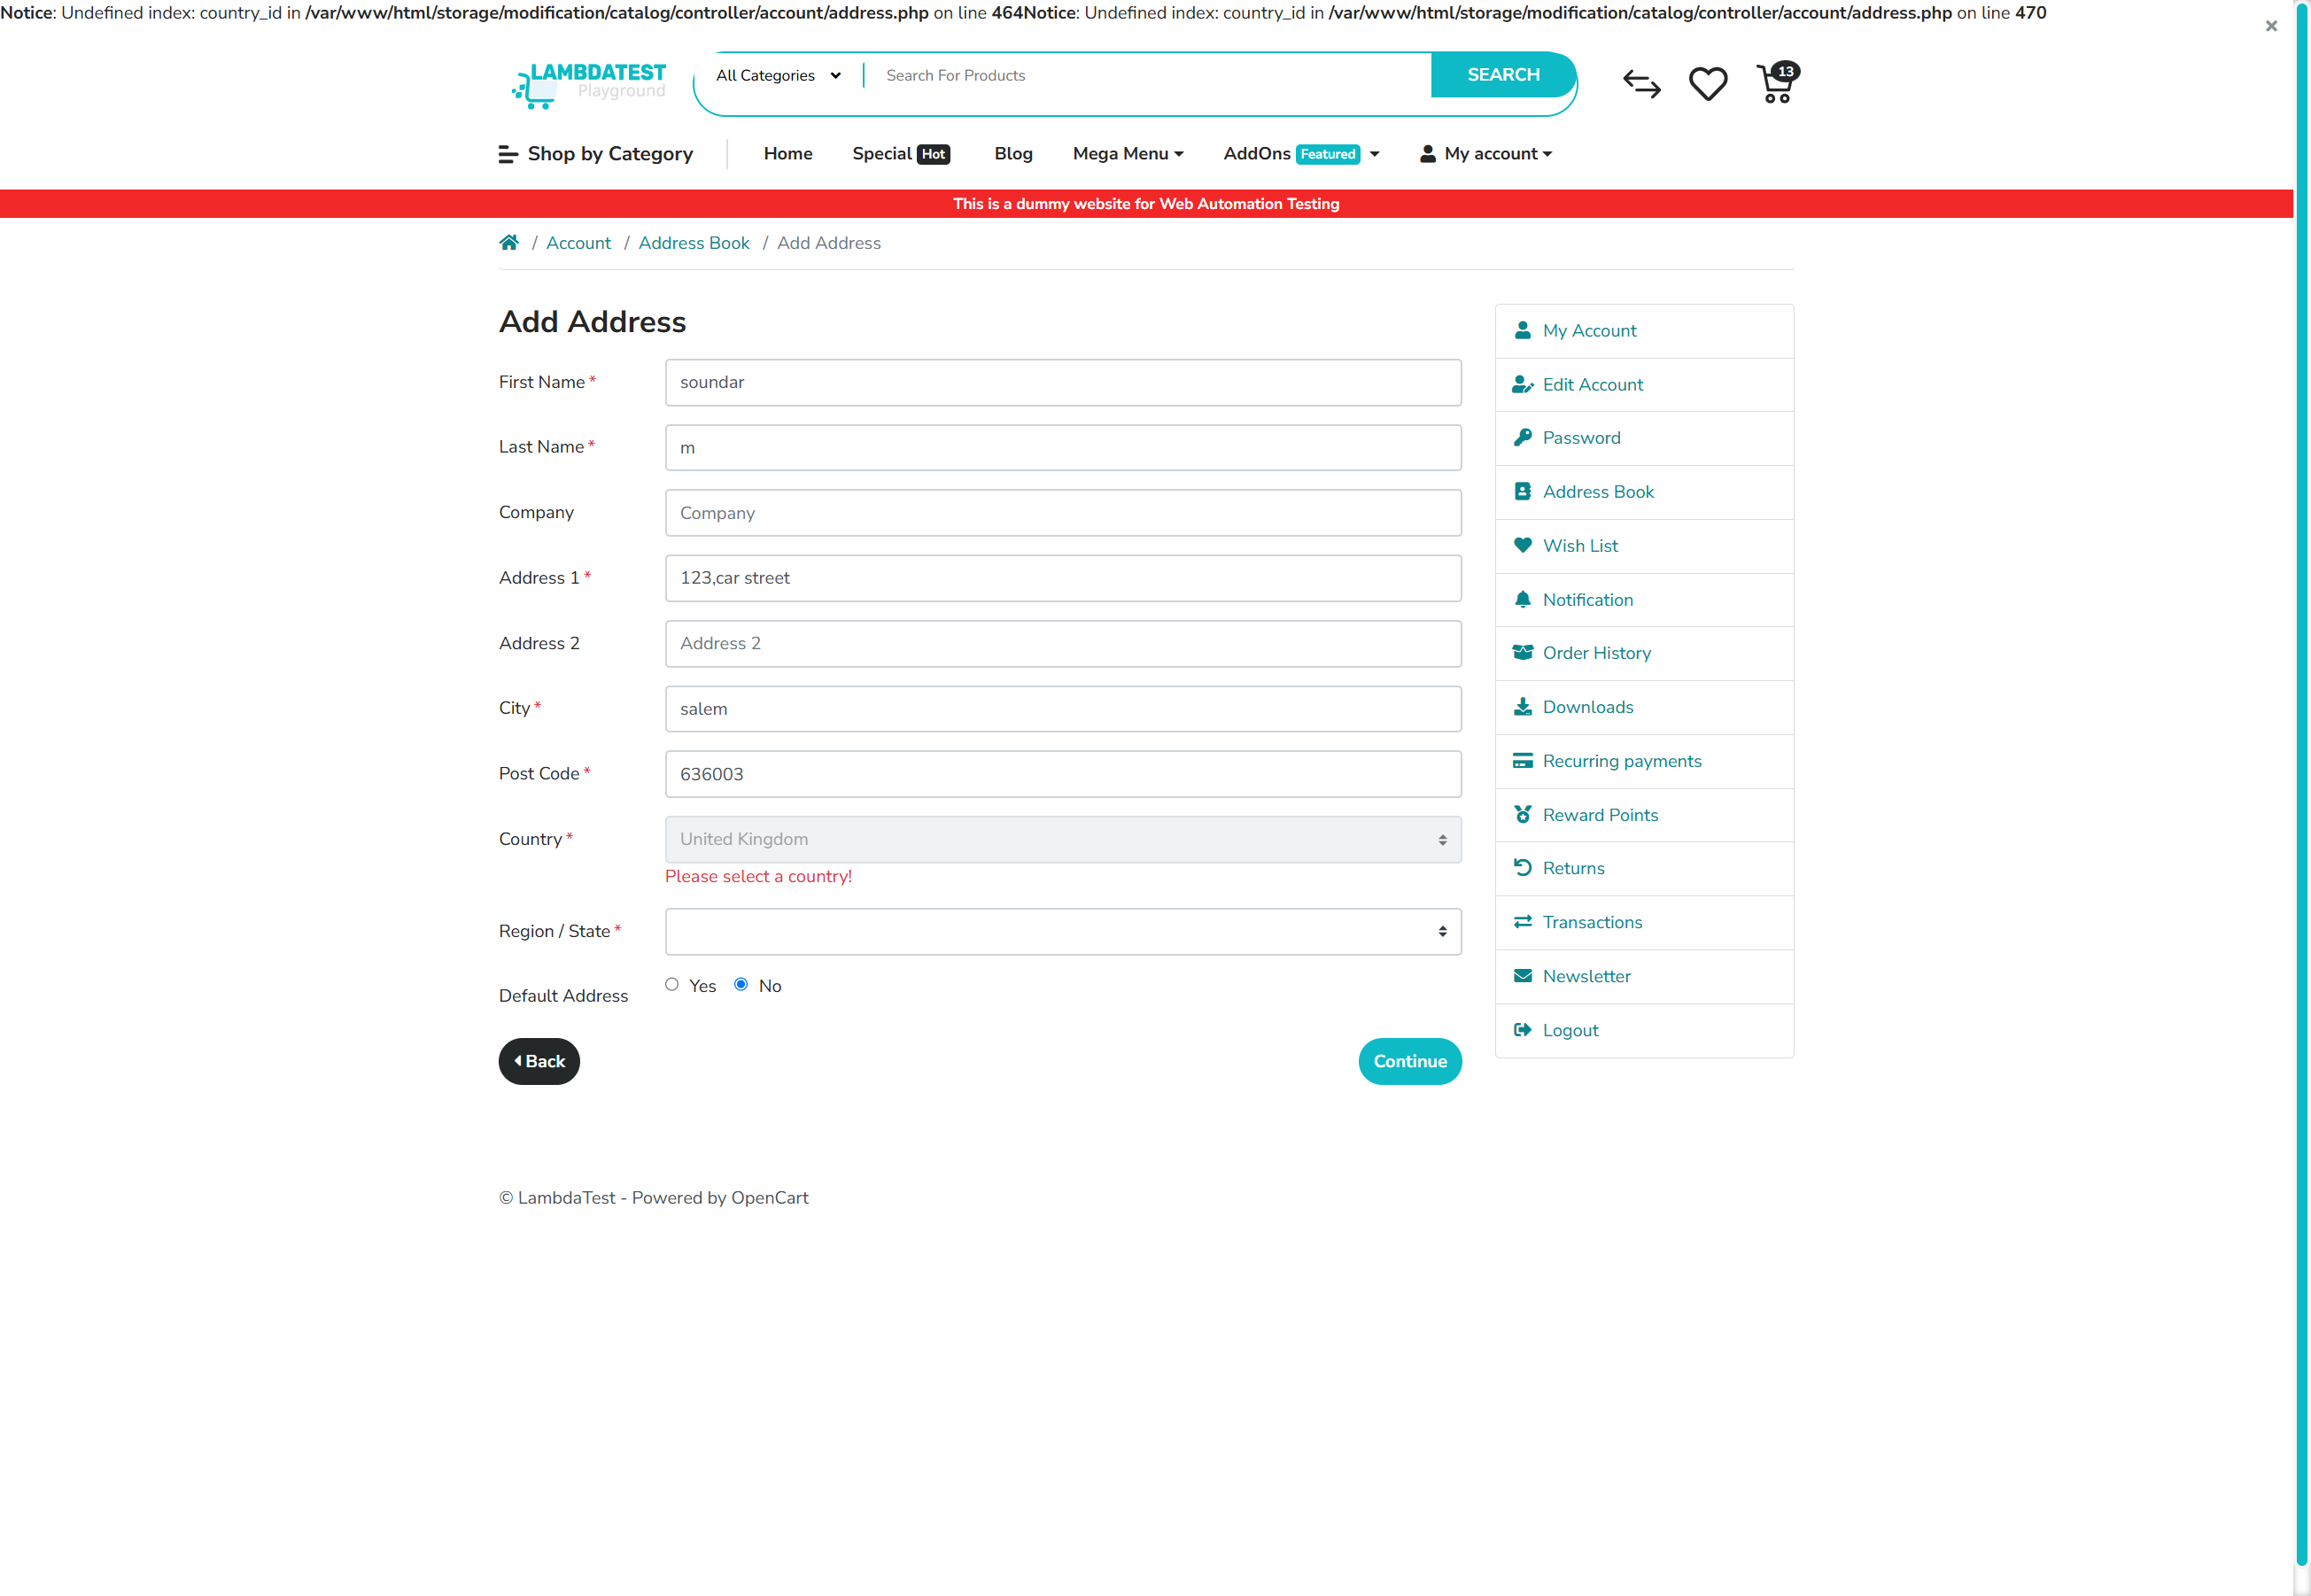 Notice: Undefined index: country_id in /var/www/html/storage/modification/catalog/controller/account/address.php on line 464Notice: Undefined index: country_id in /var/www/html/storage/modification/catalog/controller/account/address.php on line 470
×
LAMBDATEST
Playground
All Categories
Search For Products
SEARCH
13
Shop by Category
Home
Special Hot
Blog
Mega Menu
AddOns Featured
My account
This is a dummy website for Web Automation Testing
/ Account / Address Book / Add Address
Add Address
First Name *
soundar
Last Name *
m
Company
Company
Address 1 *
123,car street
Address 2
Address 2
City *
salem
Post Code *
636003
Country *
United Kingdom
Please select a country!
Region / State *
Default Address
Yes
No
Back
Continue
My Account
Edit Account
Password
Address Book
Wish List
Notification
Order History
Downloads
Recurring payments
Reward Points
Returns
Transactions
Newsletter
Logout
© LambdaTest - Powered by OpenCart